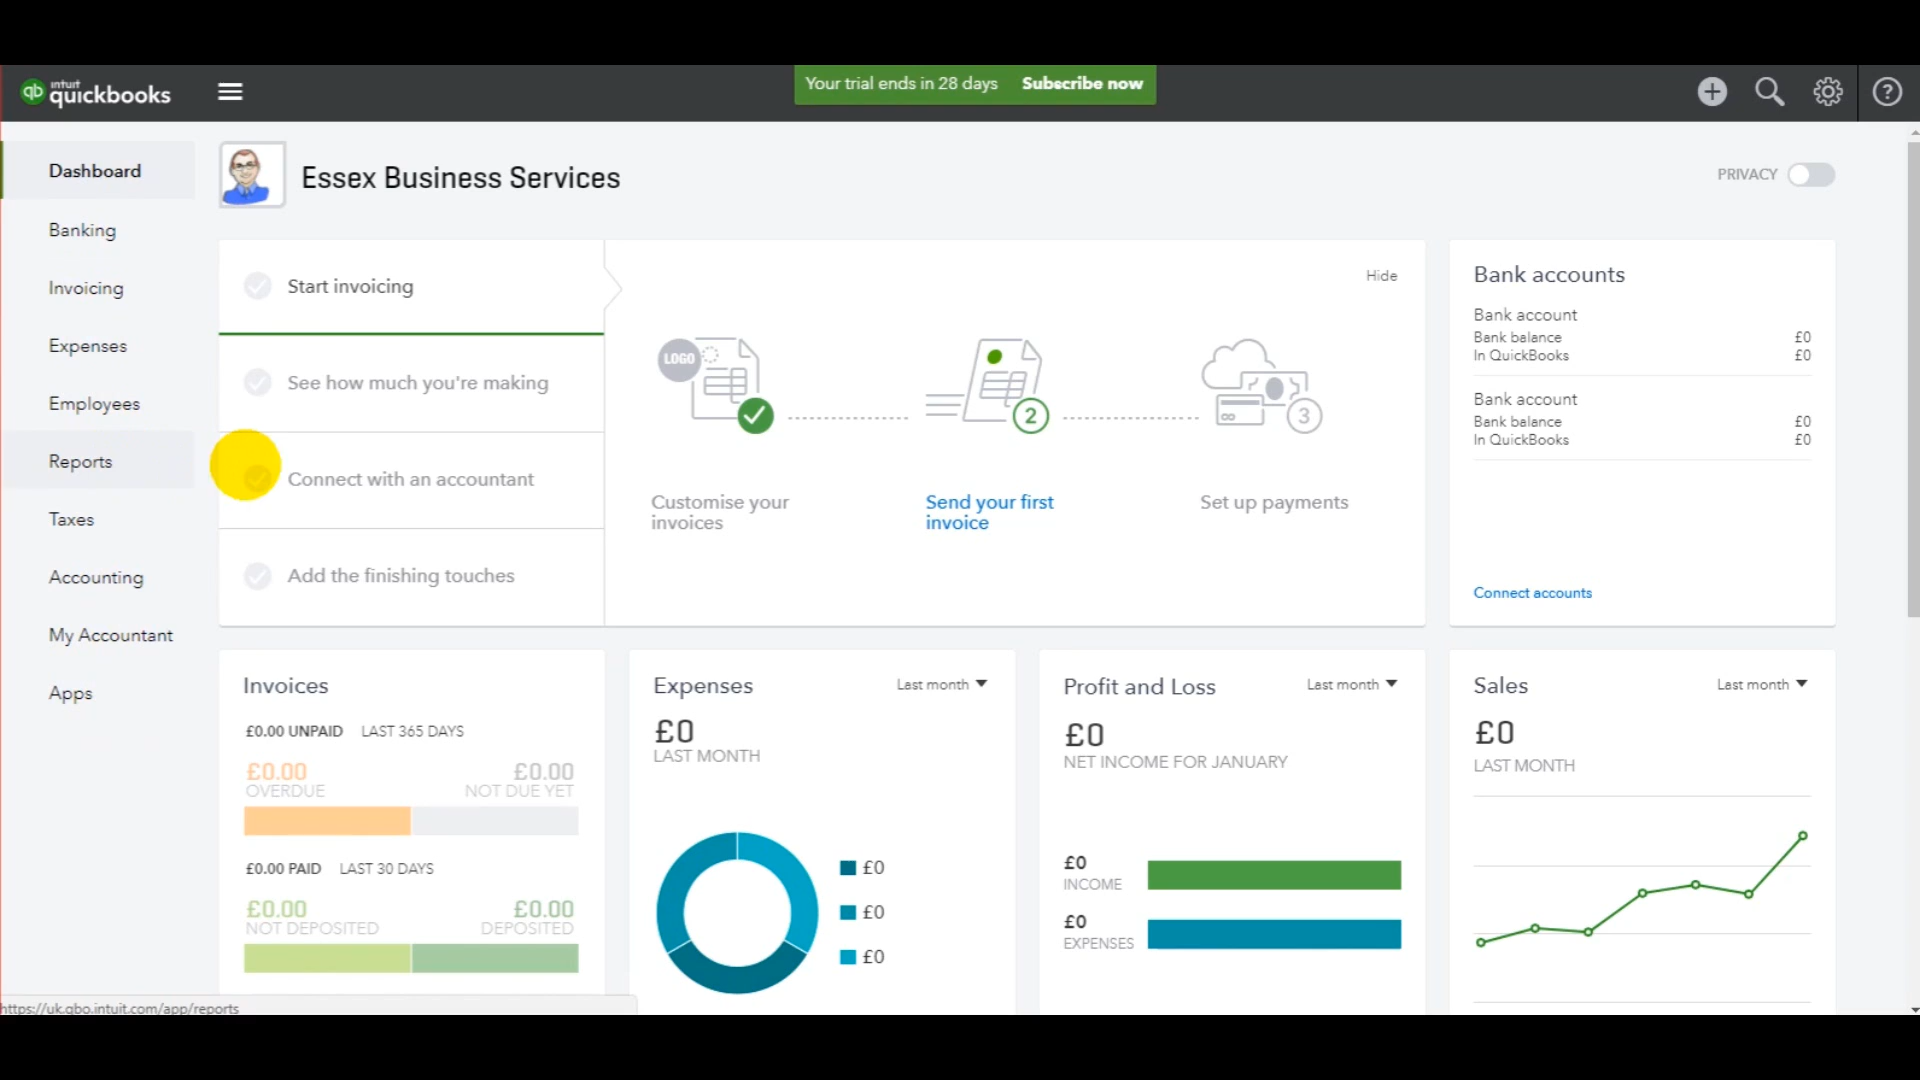 intuit
qb quickbooks
Your trial ends in 28 days Subscribe now
?
Dashboard
Banking
Invoicing
Expenses
Employees
Reports
Taxes
Accounting
My Accountant
Apps
Essex Business Services
PRIVACY
Start invoicing
See how much you're making
Connect with an accountant
Add the finishing touches
Hide
LOGO
2
3
Customise your
invoices
Send your first
invoice
Set up payments
Bank accounts
Bank account
Bank balance £0
In QuickBooks £0
Bank account
Bank balance £0
In QuickBooks £0
Connect accounts
Invoices
£0.00 UNPAID LAST 365 DAYS
£0.00 £0.00
OVERDUE NOT DUE YET
£0.00 PAID LAST 30 DAYS
£0.00 £0.00
NOT DEPOSITED DEPOSITED
Expenses Last month
£0
LAST MONTH
£0
£0
£0
Profit and Loss Last month
£0
NET INCOME FOR JANUARY
£0
INCOME
£0
EXPENSES
Sales Last month
£0
LAST MONTH
https://uk.qbo.intuit.com/app/reports